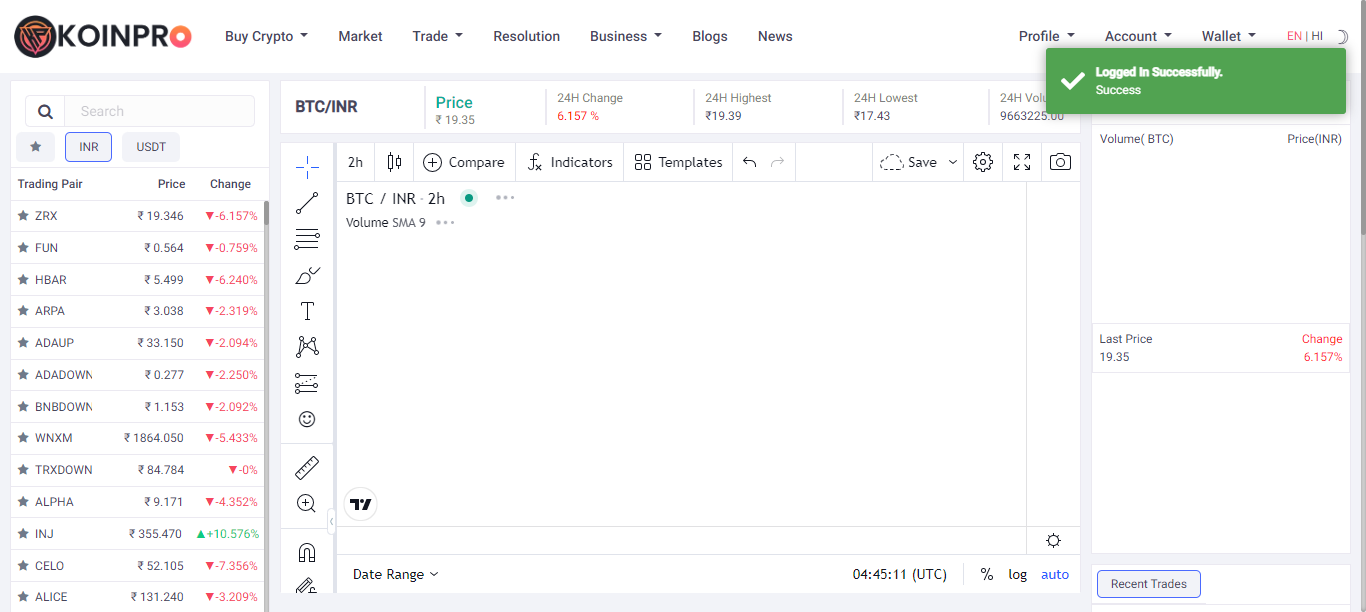 KOINPRO Buy Crypto Market Trade Resolution Business Blogs News Profile Account Wallet EN | HI
Logged In Successfully.
Success
Search
INR USDT
Trading Pair Price Change
ZRX ₹ 19.346 ▼-6.157%
FUN ₹ 0.564 ▼-0.759%
HBAR ₹ 5.499 ▼-6.240%
ARPA ₹ 3.038 ▼-2.319%
ADAUP ₹ 33.150 ▼-2.094%
ADADOWN ₹ 0.277 ▼-2.250%
BNBDOWN ₹ 1.153 ▼-2.092%
WNXM ₹ 1864.050 ▼-5.433%
TRXDOWN ₹ 84.784 ▼-0%
ALPHA ₹ 9.171 ▼-4.352%
INJ ₹ 355.470 ▲+10.576%
CELO ₹ 52.105 ▼-7.356%
ALICE ₹ 131.240 ▼-3.209%
BTC/INR
Price
₹ 19.35
24H Change
6.157 %
24H Highest
₹19.39
24H Lowest
₹17.43
24H
9663225.00
2h Compare Indicators Templates Save
BTC / INR · 2h
Volume SMA 9
Date Range 04:45:11 (UTC) % log auto
Volume( BTC) Price(INR)
Last Price Change
19.35 6.157%
Recent Trades